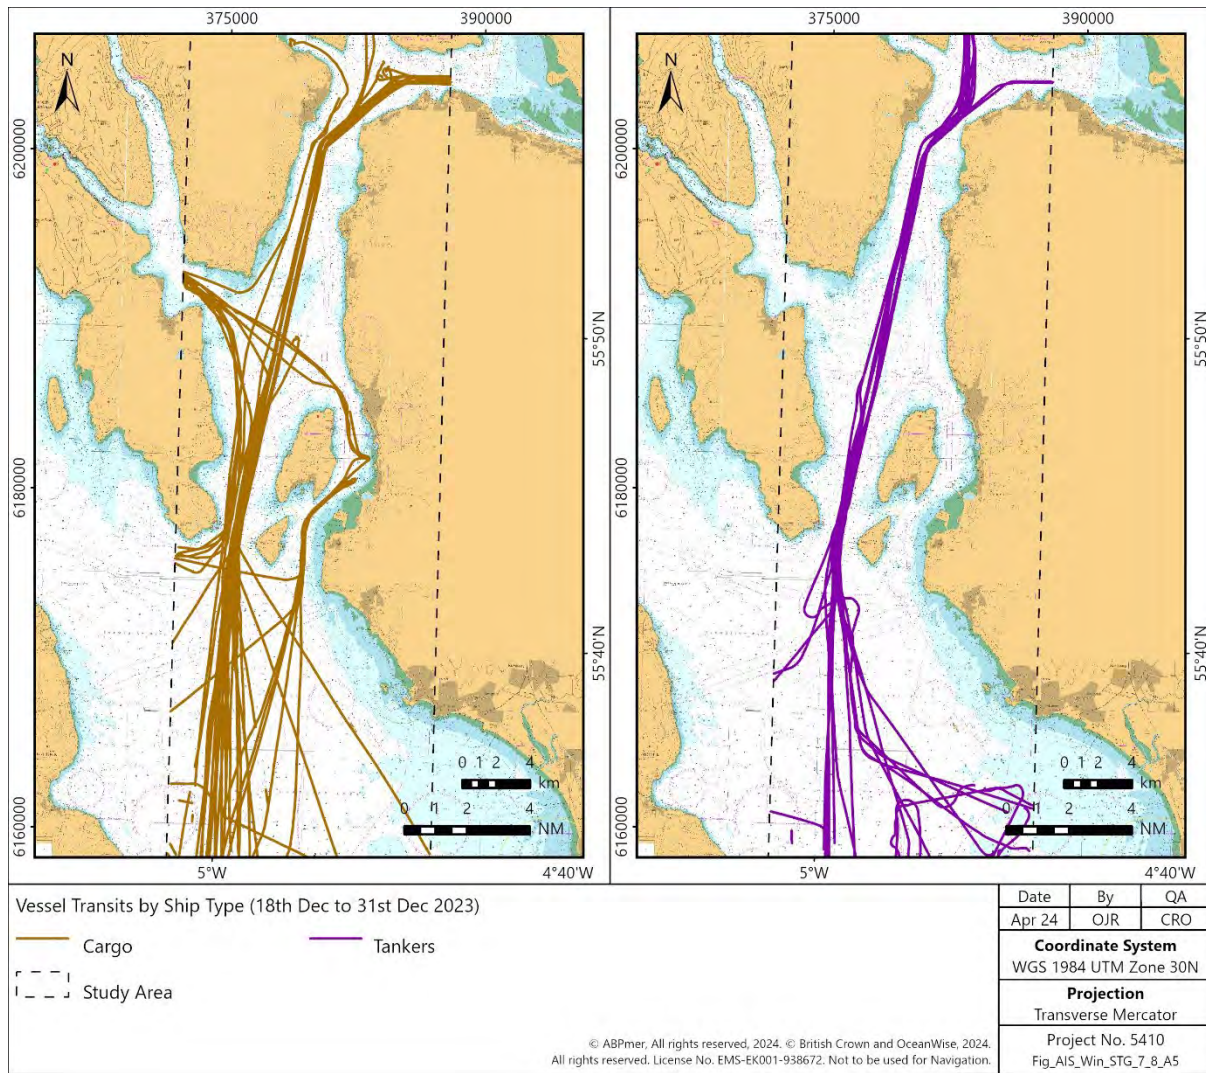 375000 390000 375000 390000
N N
6200000
6200000
55°50'N
55°50'N
6180000
6180000
55°40'N
55°40'N
0 1 2 4
km
0 1 2 4
NM
0 1 2 4
km
0 1 2 4
NM
6160000
6160000
5°W 4°40'W 5°W 4°40'W
Vessel Transits by Ship Type (18th Dec to 31st Dec 2023)
Cargo Tankers
Study Area
Date By QA
Apr 24 OJR CRO
Coordinate System
WGS 1984 UTM Zone 30N
Projection
Transverse Mercator
Project No. 5410
Fig_AIS_Win_STG_7_8_A5
© ABPmer, All rights reserved, 2024. © British Crown and OceanWise, 2024.
All rights reserved. License No. EMS-EK001-938672. Not to be used for Navigation.